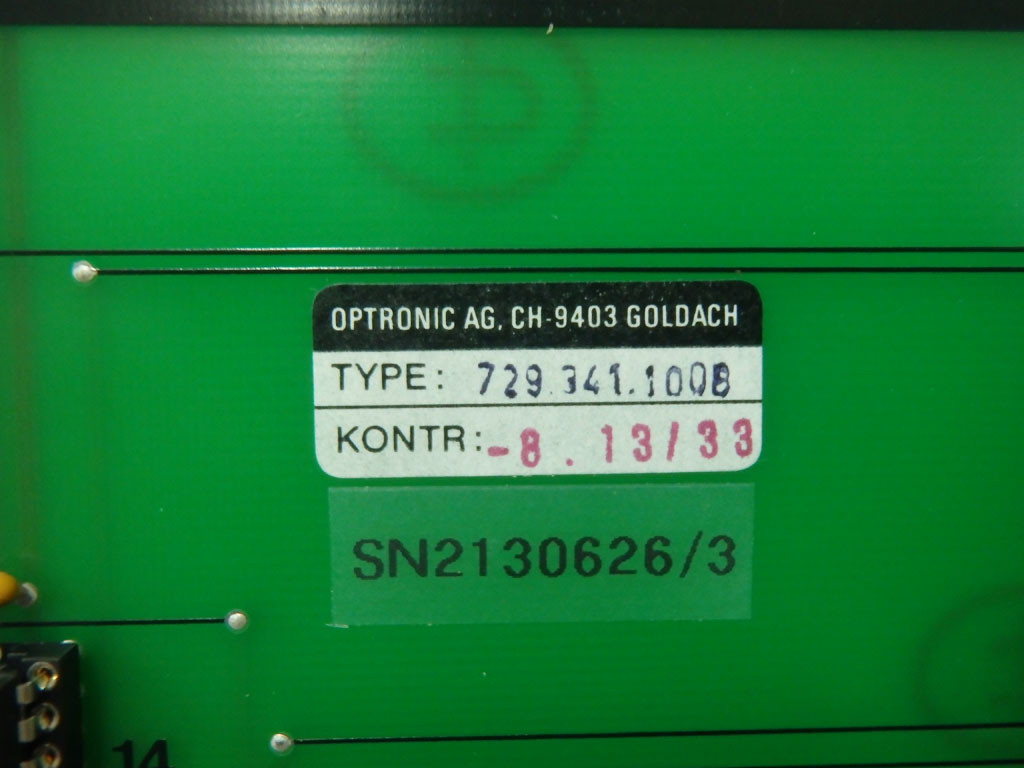 OPTRONIC AG, CH-9403 GOLDACH
TYPE: 729.341.100B
KONTR: -8. 13/33
SN2130626/3
14